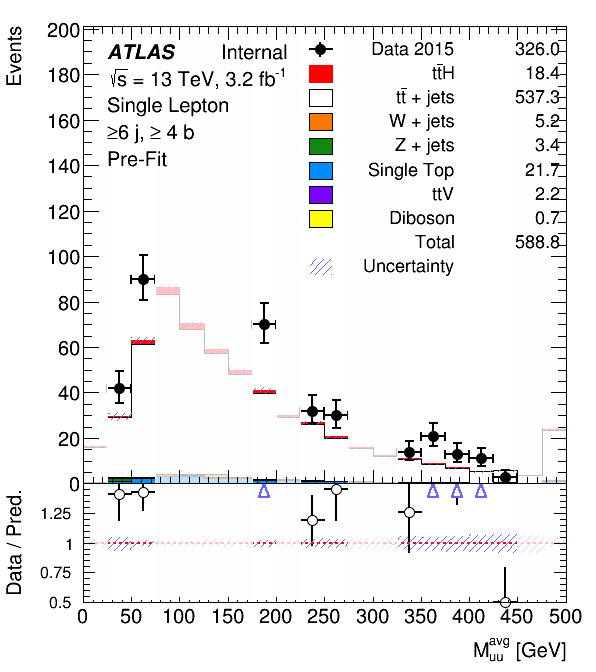 Events
200
180
160
140
120
100
80
60
40
20
0
ATLAS Internal
√s = 13 TeV, 3.2 fb⁻¹
Single Lepton
≥6 j, ≥ 4 b
Pre-Fit
Data 2015 326.0
tt̄H 18.4
tt̄ + jets 537.3
W + jets 5.2
Z + jets 3.4
Single Top 21.7
ttV 2.2
Diboson 0.7
Total 588.8
Uncertainty
Data / Pred.
1.25
1
0.75
0.5
0 50 100 150 200 250 300 350 400 450 500
M_uu^avg [GeV]